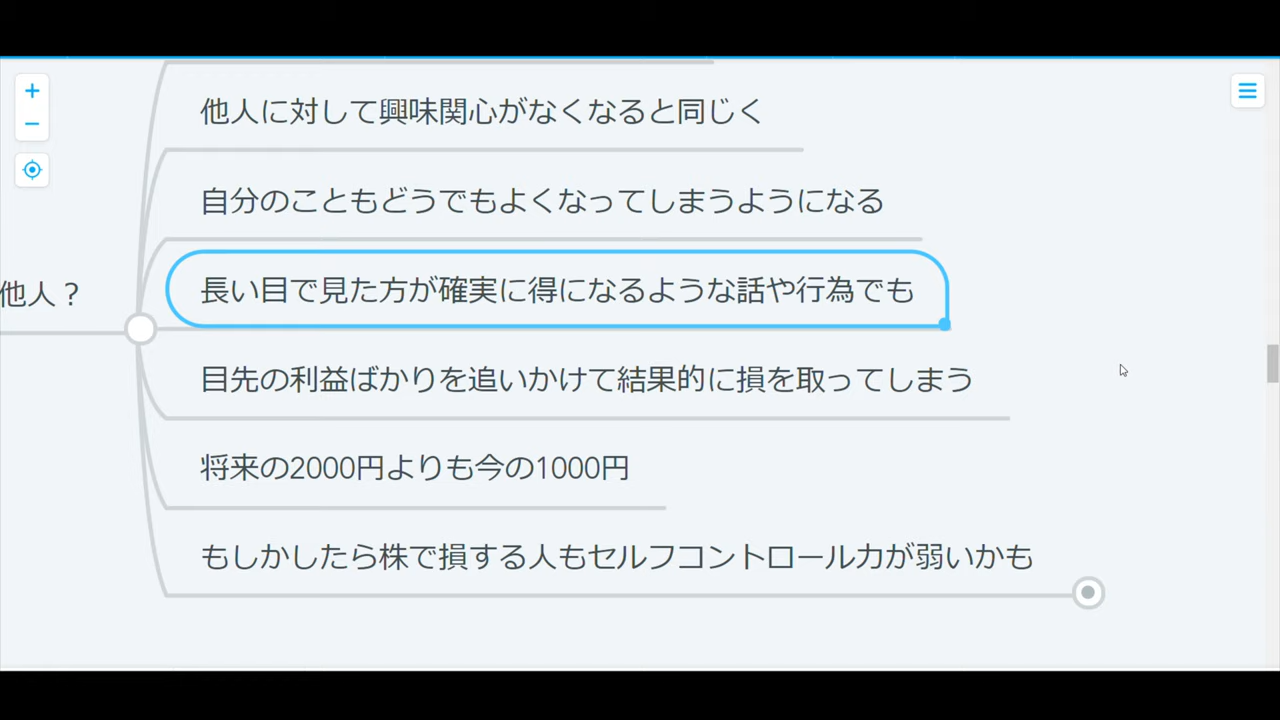 他人に対して興味関心がなくなると同じく
自分のこともどうでもよくなってしまうようになる
他人？
長い目で見た方が確実に得になるような話や行為でも
目先の利益ばかりを追いかけて結果的に損を取ってしまう
将来の2000円よりも今の1000円
もしかしたら株で損する人もセルフコントロール力が弱いかも